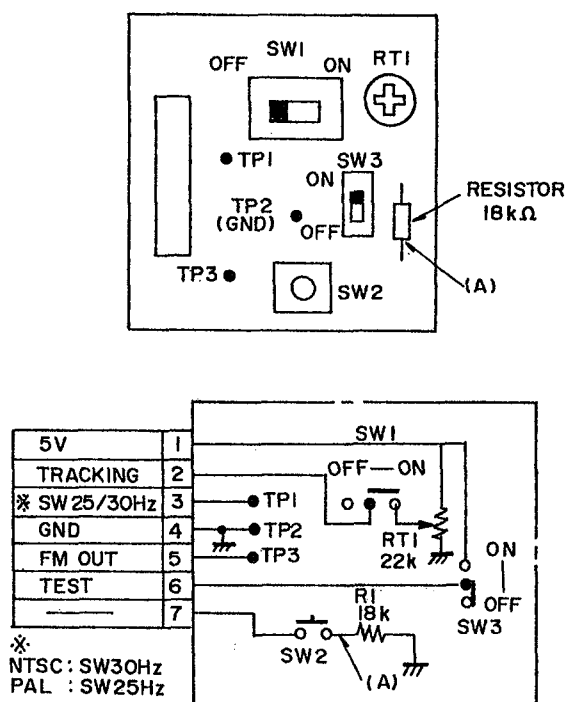 SW1
OFF ON RT1
TP1
SW3
ON
TP2
(GND)
OFF
RESISTOR
18kΩ
TP3
SW2
(A)
5V 1
TRACKING 2
※ SW25/30Hz 3
GND 4
FM OUT 5
TEST 6
7
SW1
OFF — ON
TP1
TP2
TP3
RT1
22k
ON
OFF
SW3
R1
18k
SW2
(A)
※
NTSC : SW30Hz
PAL : SW25Hz